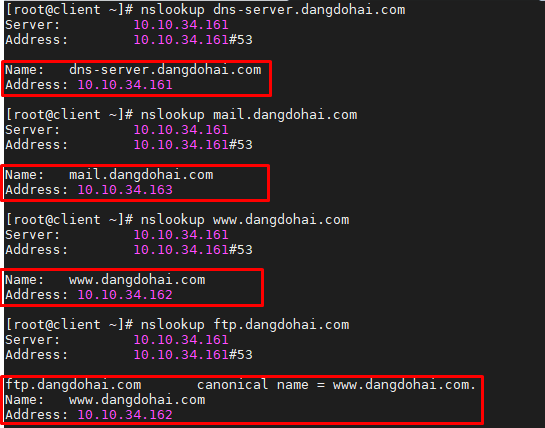 [root@client ~]# nslookup dns-server.dangdohai.com
Server:         10.10.34.161
Address:        10.10.34.161#53
Name:   dns-server.dangdohai.com
Address: 10.10.34.161
[root@client ~]# nslookup mail.dangdohai.com
Server:         10.10.34.161
Address:        10.10.34.161#53
Name:   mail.dangdohai.com
Address: 10.10.34.163
[root@client ~]# nslookup www.dangdohai.com
Server:         10.10.34.161
Address:        10.10.34.161#53
Name:   www.dangdohai.com
Address: 10.10.34.162
[root@client ~]# nslookup ftp.dangdohai.com
Server:         10.10.34.161
Address:        10.10.34.161#53
ftp.dangdohai.com       canonical name = www.dangdohai.com.
Name:   www.dangdohai.com
Address: 10.10.34.162